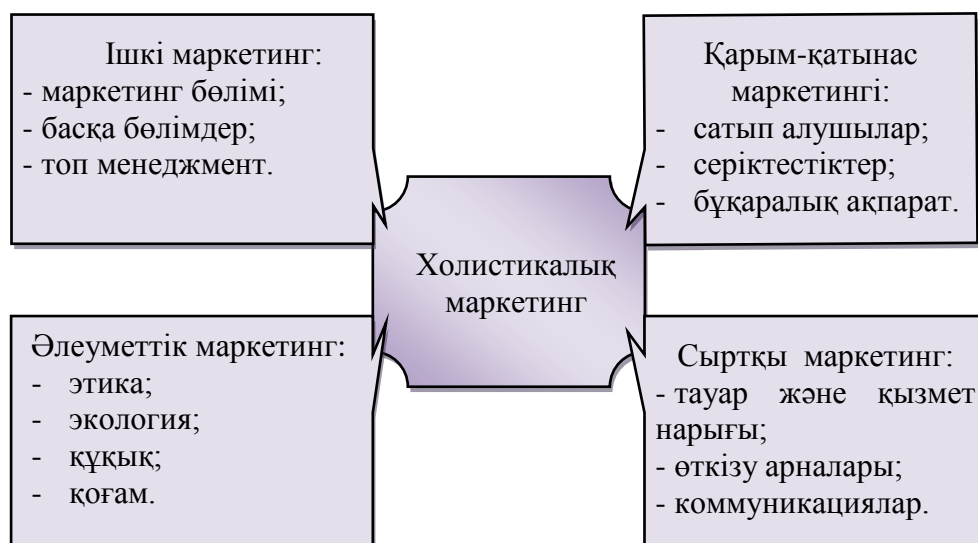 Ішкі маркетинг:
- маркетинг бөлімі;
- басқа бөлімдер;
- топ менеджмент.
Қарым-қатынас
маркетингі:
- сатып алушылар;
- серіктестіктер;
- бұқаралық ақпарат.
Холистикалық
маркетинг
Әлеуметтік маркетинг:
- этика;
- экология;
- құқық;
- қоғам.
Сыртқы маркетинг:
- тауар және қызмет
нарығы;
- өткізу арналары;
- коммуникациялар.